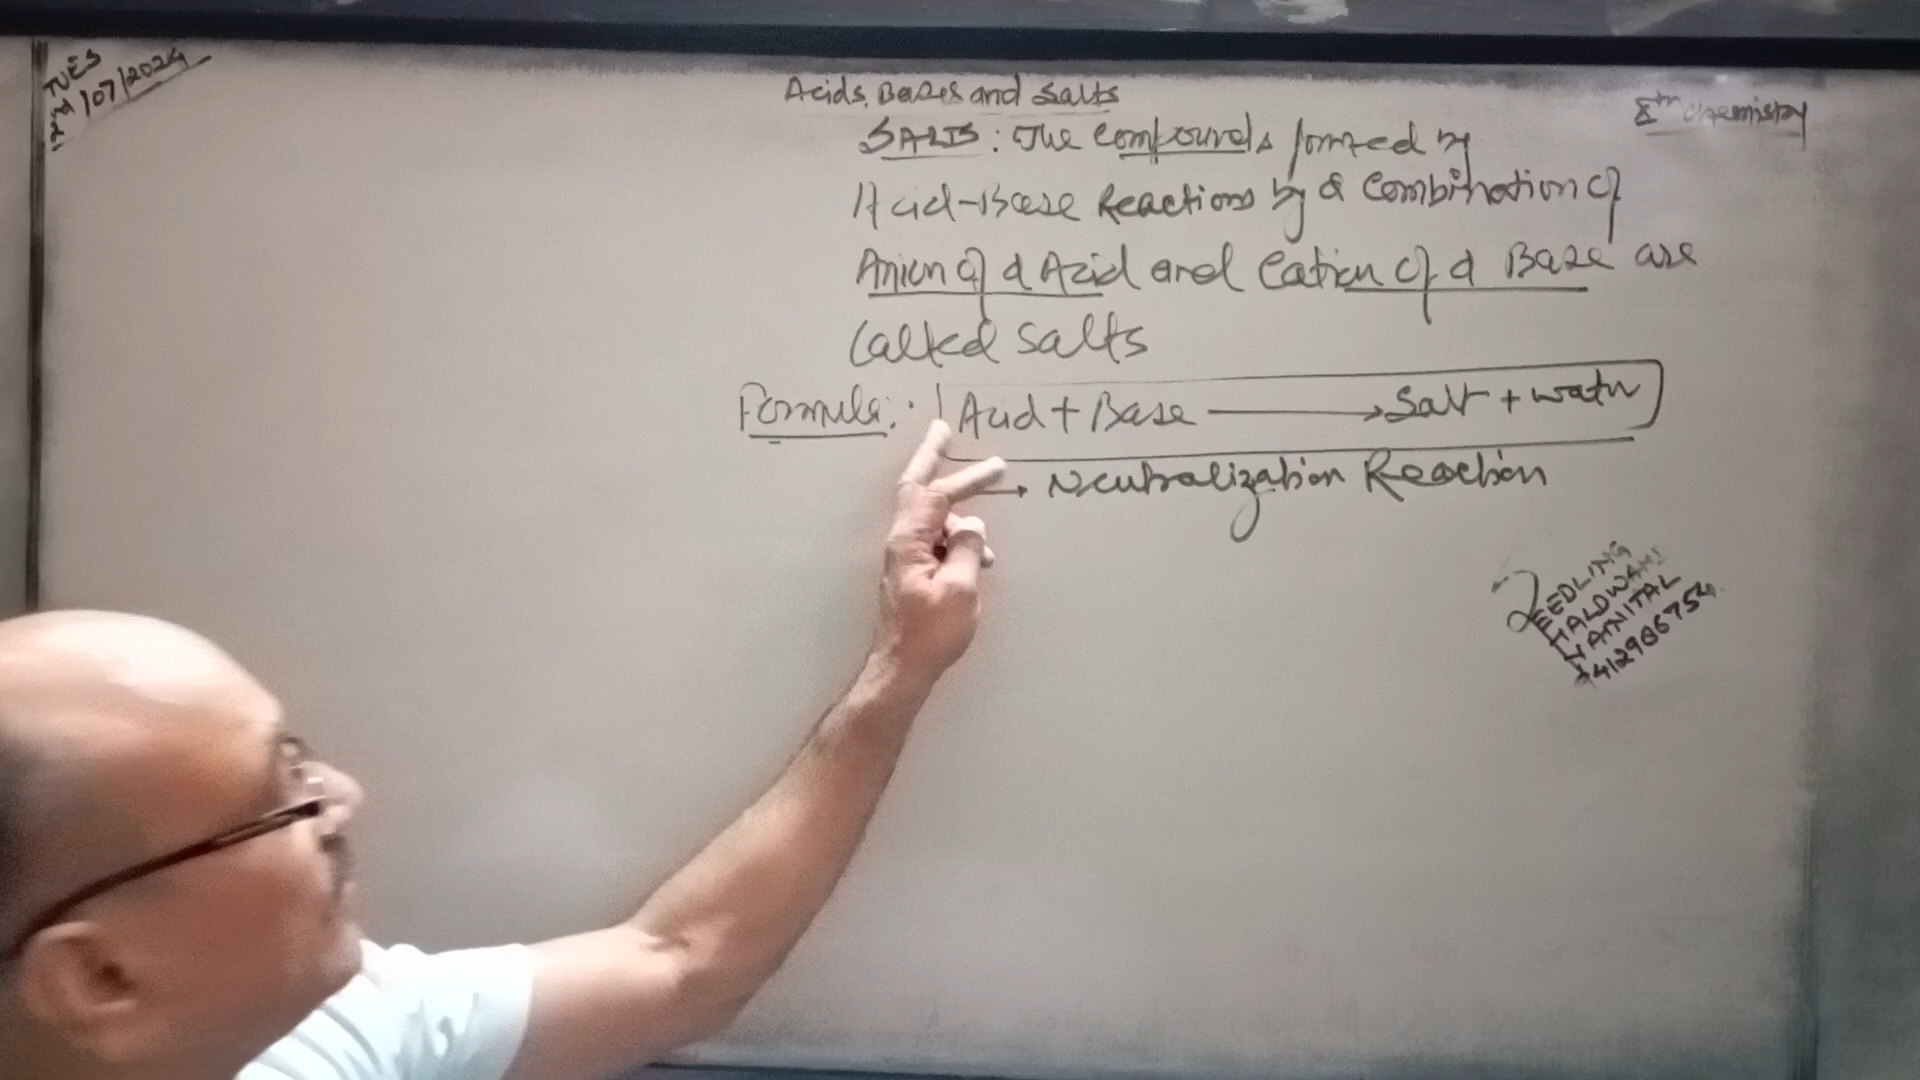 TUES
/07/2024
Acids, Bases and Salts
8th Chemistry
SALTS: The Compounds formed by
Acid-Base Reactions by a Combination of
Anion of a Acid and Cation of a Base are
Called Salts
Formula: Acid + Base → Salt + water
→ Neutralization Reaction
SEEDLING
HALDWANI
NAINITAL